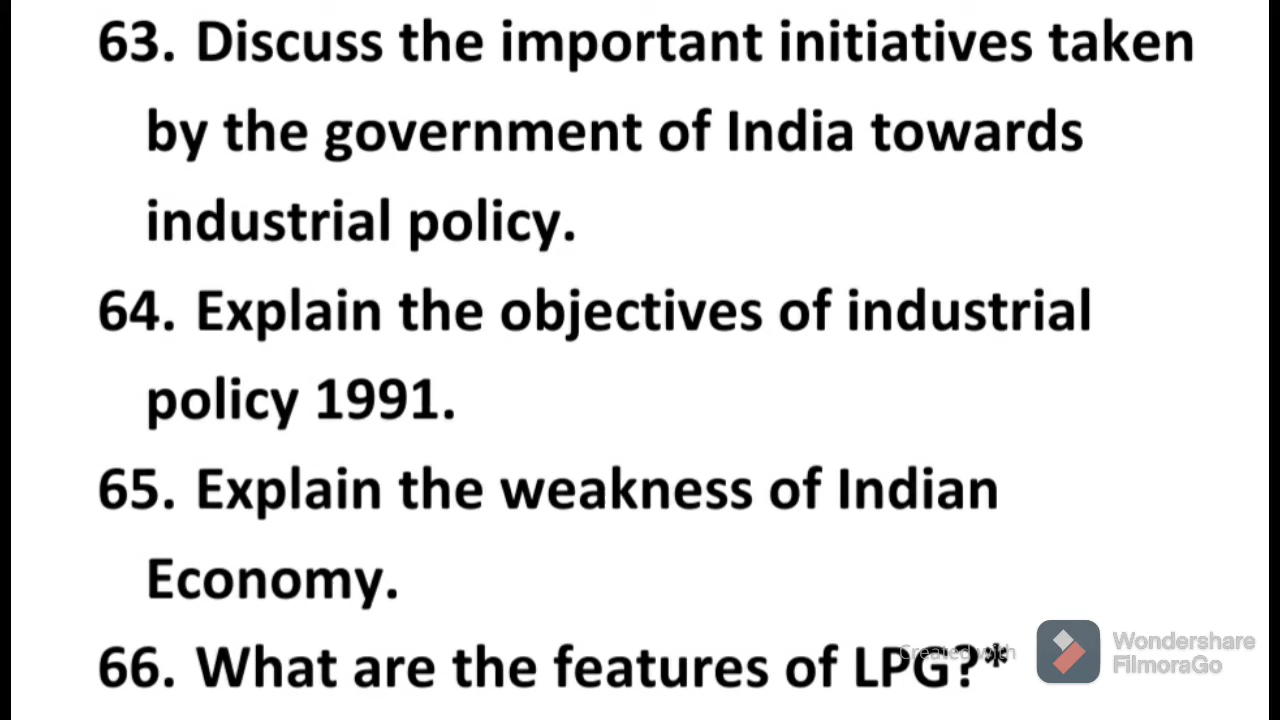 63. Discuss the important initiatives taken
by the government of India towards
industrial policy.
64. Explain the objectives of industrial
policy 1991.
65. Explain the weakness of Indian
Economy.
66. What are the features of LPG?*
Created with
Wondershare
FilmoraGo